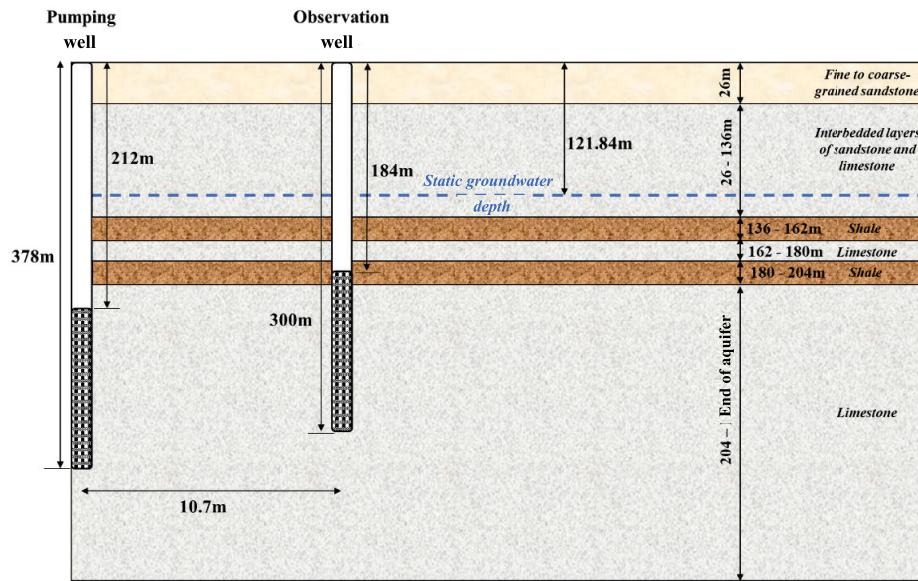 Pumping
well
Observation
well
26m
Fine to coarse-
grained sandstone
212m
184m
121.84m
26 - 136m
Interbedded layers
of sandstone and
limestone
Static groundwater
depth
378m
136 - 162m
Shale
162 - 180m
Limestone
180 - 204m
Shale
300m
204 – End of aquifer
Limestone
10.7m